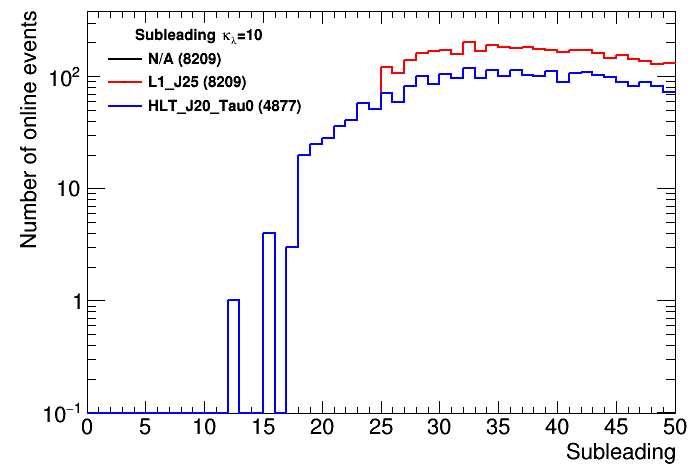 Number of online events
Subleading κλ=10
N/A (8209)
L1_J25 (8209)
HLT_J20_Tau0 (4877)
10²
10
1
10⁻¹
0 5 10 15 20 25 30 35 40 45 50
Subleading